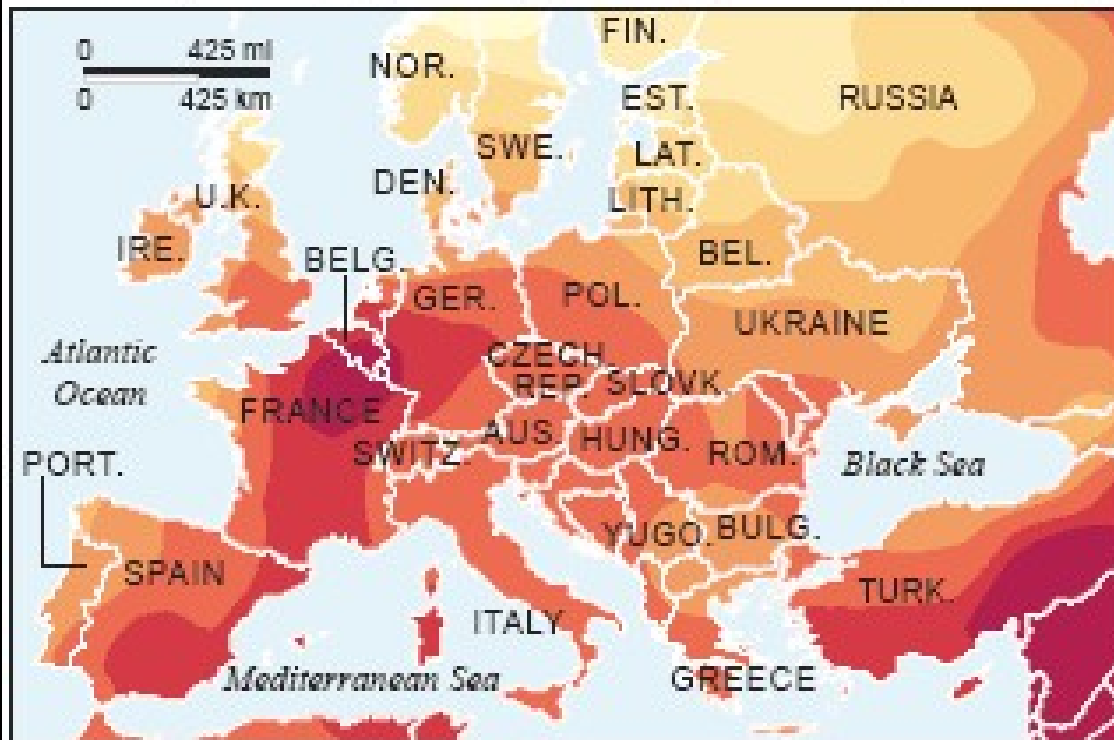 0 425 mi
0 425 km
FIN.
NOR.
EST.
RUSSIA
SWE.
LAT.
DEN.
U.K.
LITH.
IRE.
BELG.
BEL.
GER.
POL.
UKRAINE
Atlantic
Ocean
CZECH
REP.
SLOVK.
FRANCE
AUS.
HUNG.
SWITZ.
ROM.
PORT.
Black Sea
YUGO.
BULG.
SPAIN
TURK.
ITALY
Mediterranean Sea
GREECE